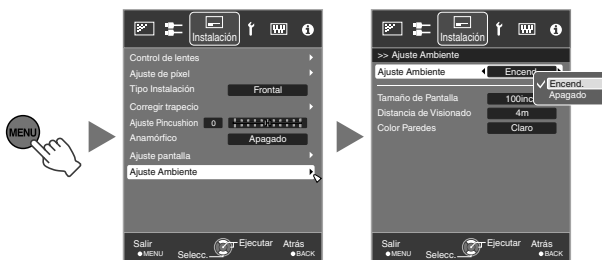 MENU
Instalación
Control de lentes
Ajuste de píxel
Tipo Instalación Frontal
Corregir trapecio
Ajuste Pincushion 0
Anamórfico Apagado
Ajuste pantalla
Ajuste Ambiente
Salir Ejecutar Atrás
MENU Selecc. BACK
Instalación
>> Ajuste Ambiente
Ajuste Ambiente Encend.
Encend.
Apagado
Tamaño de Pantalla 100inc
Distancia de Visionado 4m
Color Paredes Claro
Salir Ejecutar Atrás
MENU Selecc. BACK